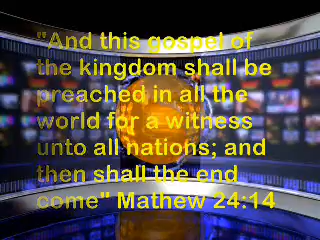 "And this gospel of
the kingdom shall be
preached in all the
world for a witness
unto all nations; and
then shall the end
come" Mathew 24:14